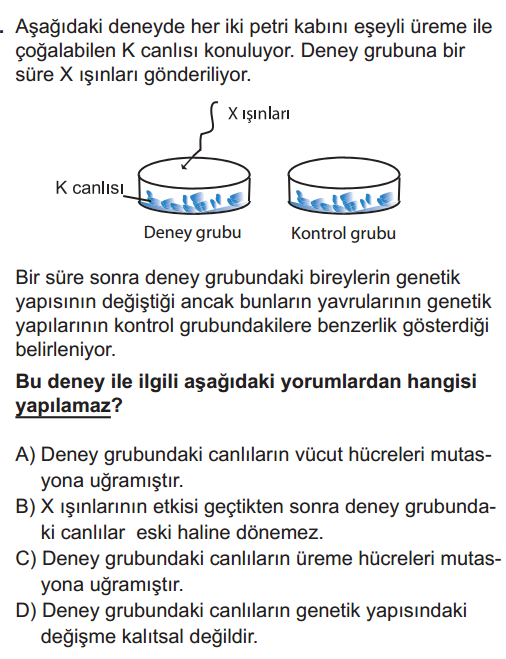 . Aşağıdaki deneyde her iki petri kabını eşeyli üreme ile
çoğalabilen K canlısı konuluyor. Deney grubuna bir
süre X ışınları gönderiliyor.
X ışınları
K canlısı
Deney grubu
Kontrol grubu
Bir süre sonra deney grubundaki bireylerin genetik
yapısının değiştiği ancak bunların yavrularının genetik
yapılarının kontrol grubundakilere benzerlik gösterdiği
belirleniyor.
Bu deney ile ilgili aşağıdaki yorumlardan hangisi
yapılamaz?
A) Deney grubundaki canlıların vücut hücreleri mutas-
yona uğramıştır.
B) X ışınlarının etkisi geçtikten sonra deney grubunda-
ki canlılar eski haline dönemez.
C) Deney grubundaki canlıların üreme hücreleri mutas-
yona uğramıştır.
D) Deney grubundaki canlıların genetik yapısındaki
değişme kalıtsal değildir.